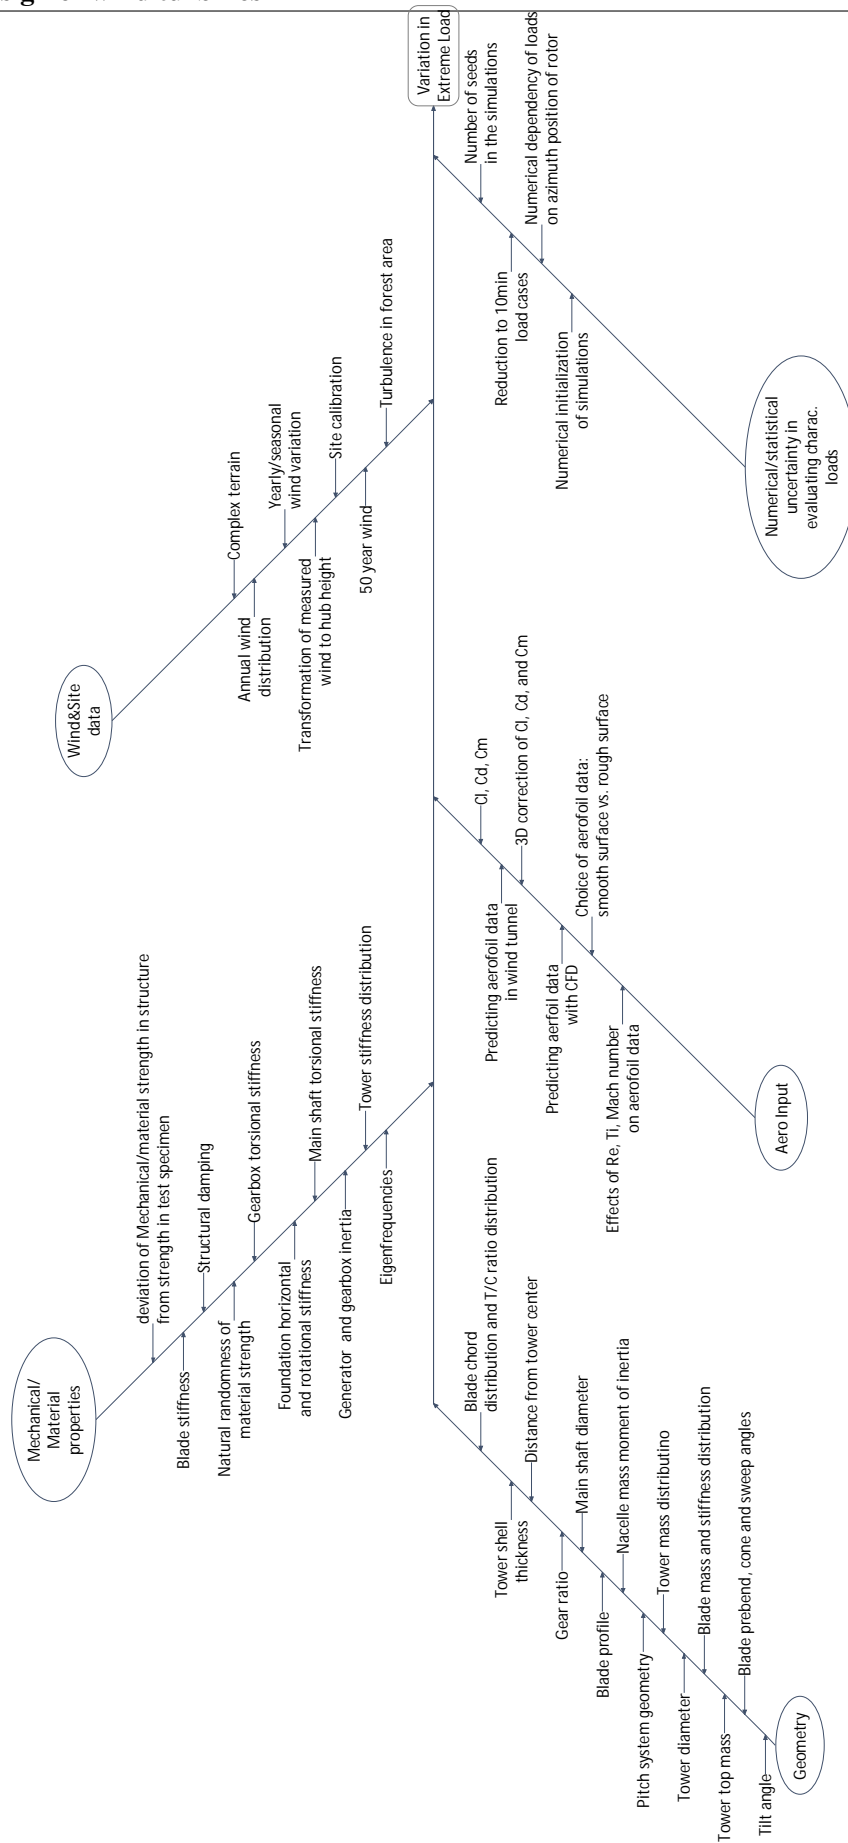 Variation in
Extreme Load
Mechanical/
Material
properties
deviation of Mechanical/material strength in structure
from strength in test specimen
Blade stiffness
Structural damping
Natural randomness of
material strength
Gearbox torsional stiffness
Foundation horizontal
and rotational stiffness
Main shaft torsional stiffness
Generator and gearbox inertia
Tower stiffness distribution
Eigenfrequencies
Wind&Site
data
Complex terrain
Annual wind
distribution
Yearly/seasonal
wind variation
Transformation of measured
wind to hub height
Site calibration
50 year wind
Turbulence in forest area
Geometry
Tilt angle
Blade prebend, cone and sweep angles
Tower top mass
Blade mass and stiffness distribution
Tower diameter
Tower mass distributino
Pitch system geometry
Nacelle mass moment of inertia
Blade profile
Main shaft diameter
Gear ratio
Distance from tower center
Tower shell
thickness
Blade chord
distribution and T/C ratio distribution
Aero Input
Effects of Re, Ti, Mach number
on aerofoil data
Choice of aerofoil data:
smooth surface vs. rough surface
Predicting aerfoil data
with CFD
3D correction of Cl, Cd, and Cm
Predicting aerofoil data
in wind tunnel
Cl, Cd, Cm
Numerical/statistical
uncertainty in
evaluating charac.
loads
Numerical initialization
of simulations
Numerical dependency of loads
on azimuth position of rotor
Reduction to 10min
load cases
Number of seeds
in the simulations